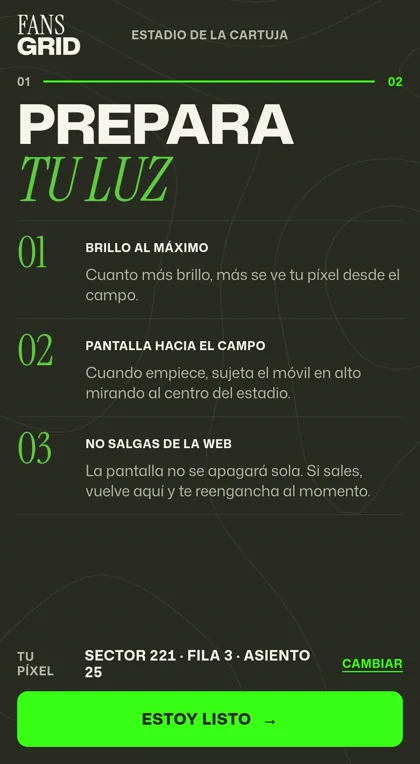 FANS
GRID
ESTADIO DE LA CARTUJA
01
02
PREPARA
TU LUZ
01
BRILLO AL MÁXIMO
Cuanto más brillo, más se ve tu píxel desde el
campo.
02
PANTALLA HACIA EL CAMPO
Cuando empiece, sujeta el móvil en alto
mirando al centro del estadio.
03
NO SALGAS DE LA WEB
La pantalla no se apagará sola. Si sales,
vuelve aquí y te reengancha al momento.
TU
PÍXEL
SECTOR 221 · FILA 3 · ASIENTO
25
CAMBIAR
ESTOY LISTO →